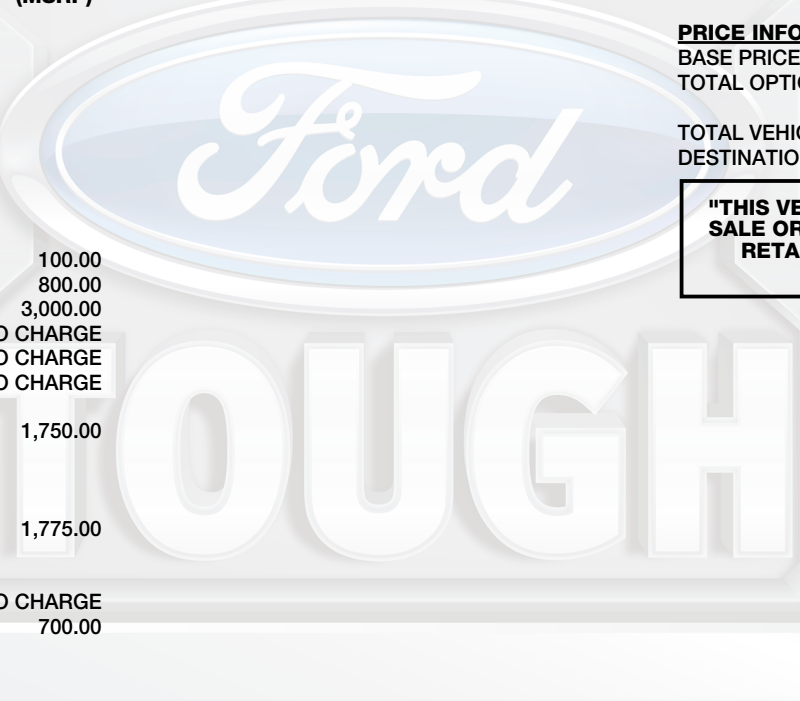 (MSRP)
100.00
800.00
3,000.00
O CHARGE
O CHARGE
O CHARGE
1,750.00
1,775.00
O CHARGE
700.00
Ford
TOUGH
PRICE INFO
BASE PRICE
TOTAL OPTIO
TOTAL VEHIC
DESTINATIO
"THIS VE
SALE OR
RETA